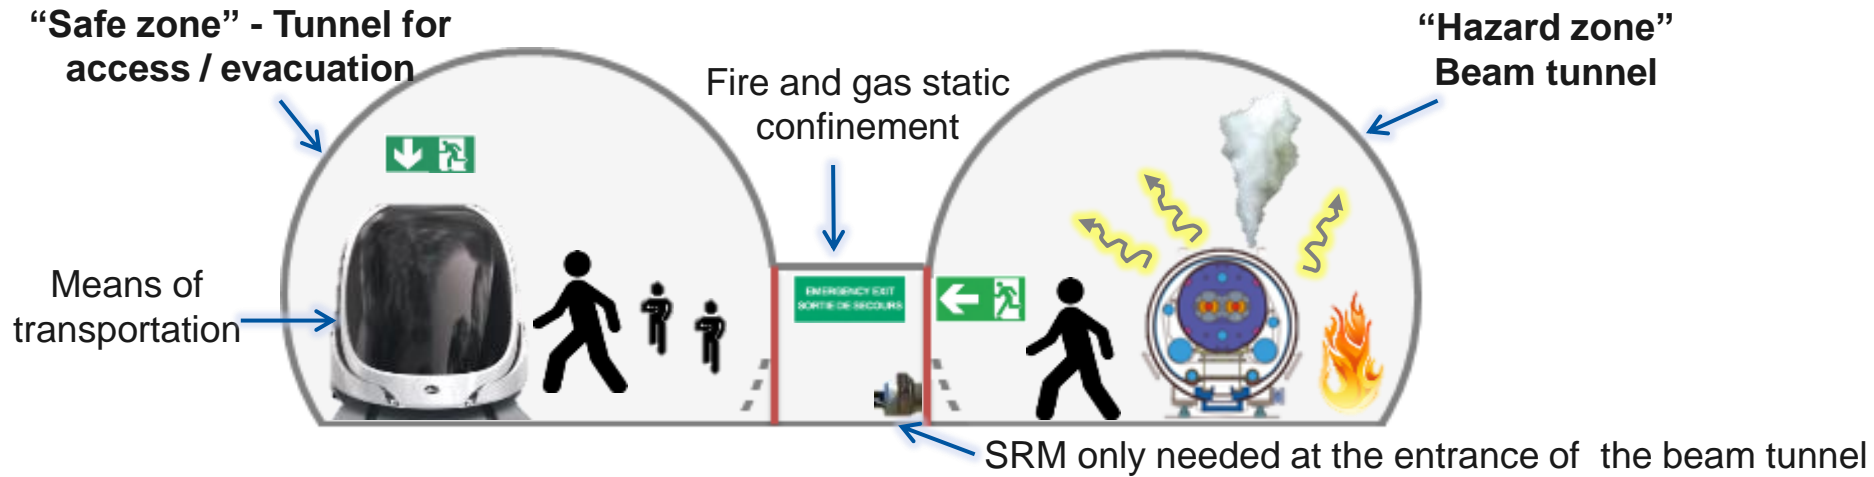 “Safe zone” - Tunnel for
access / evacuation
“Hazard zone”
Beam tunnel
Fire and gas static
confinement
Means of
transportation
EMERGENCY EXIT
SORTIE DE SECOURS
SRM only needed at the entrance of the beam tunnel